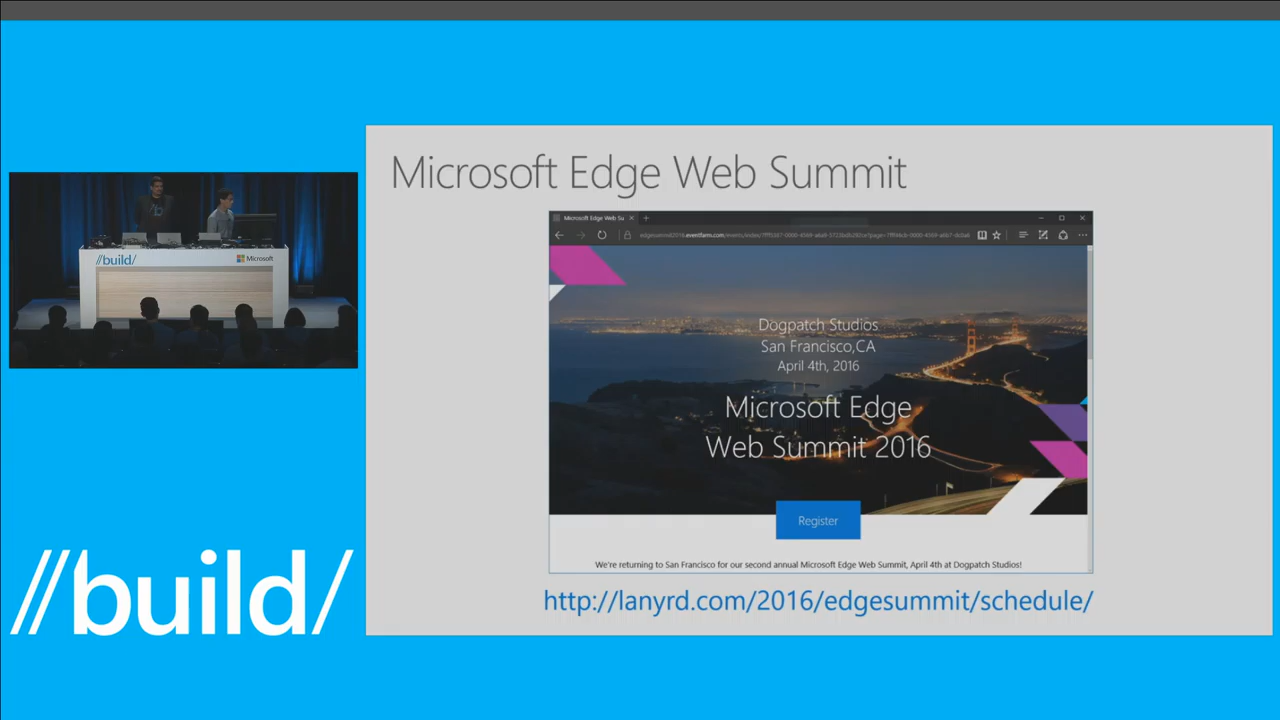 Microsoft Edge Web Summit
Microsoft Edge Web Su
Dogpatch Studios
San Francisco,CA
April 4th, 2016
Microsoft Edge
Web Summit 2016
Register
We're returning to San Francisco for our second annual Microsoft Edge Web Summit, April 4th at Dogpatch Studios!
http://lanyrd.com/2016/edgesummit/schedule/
//build/
Microsoft
//build/